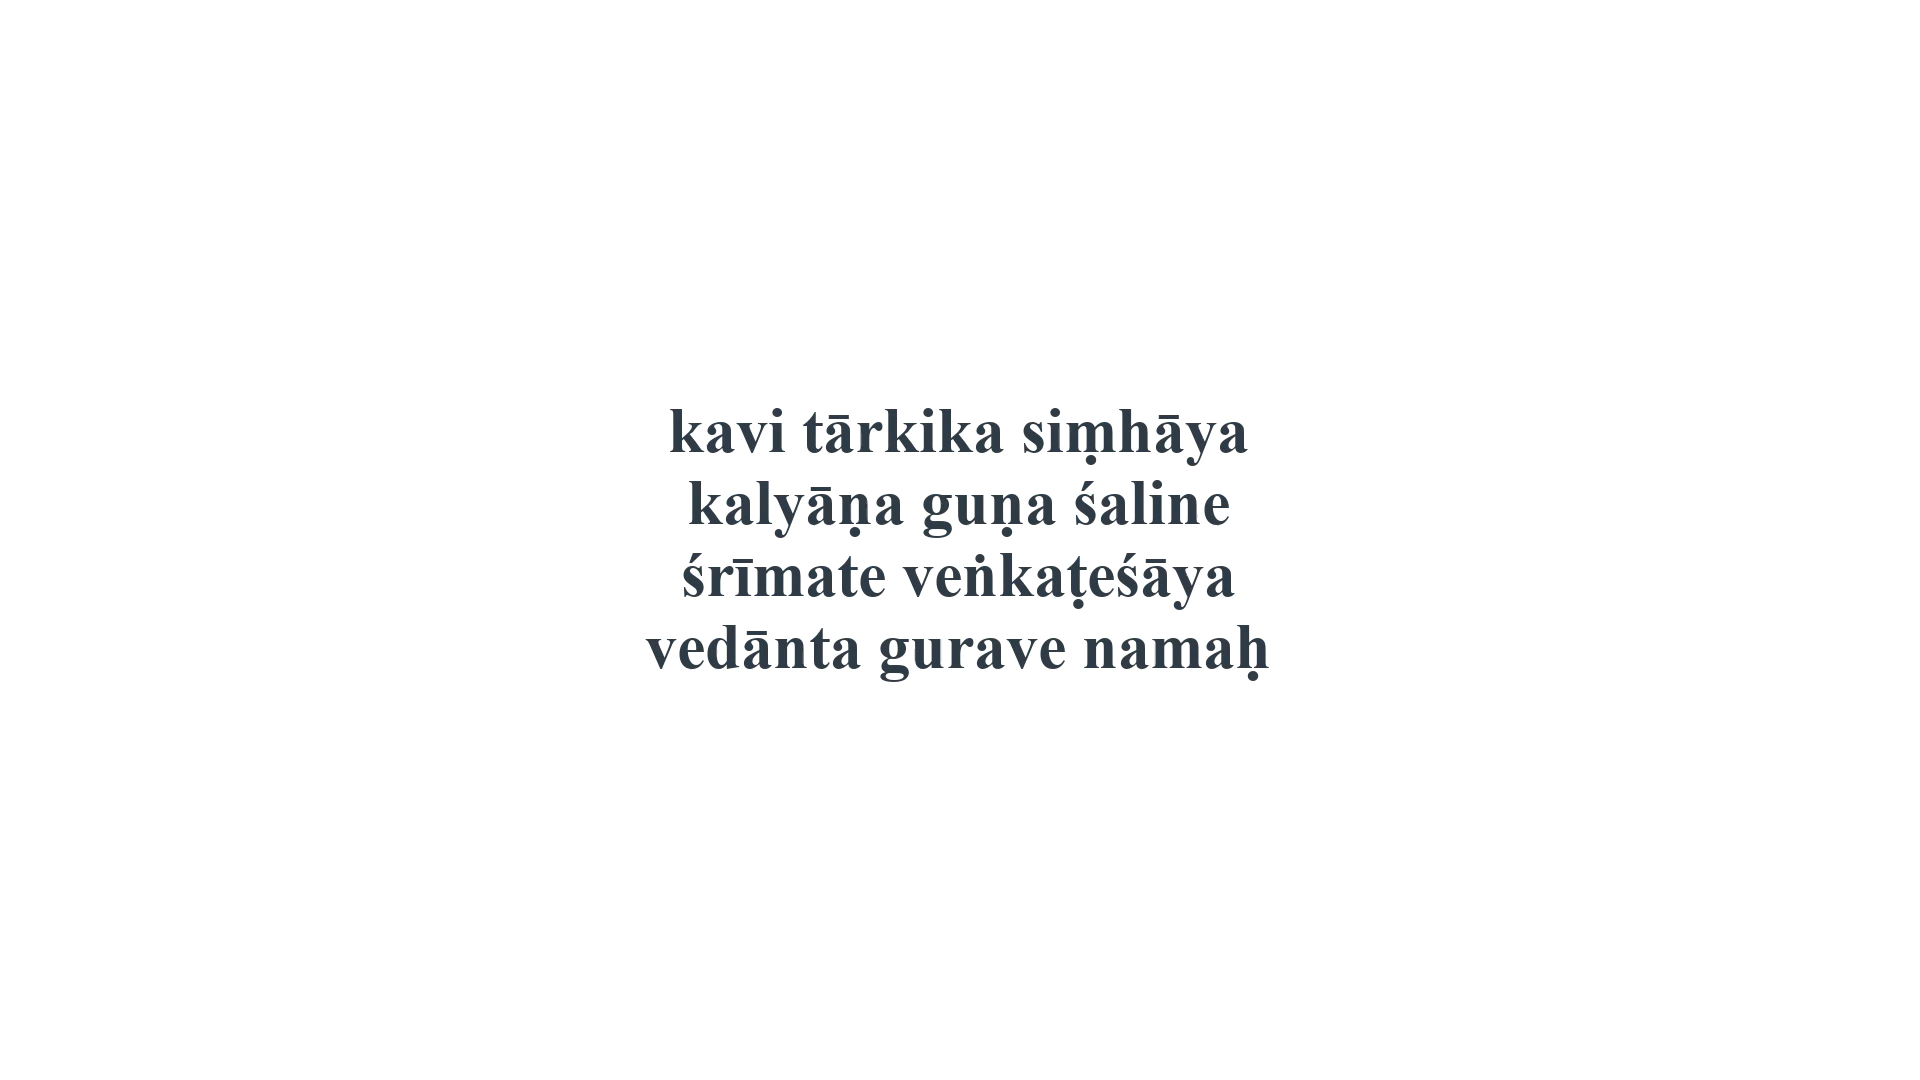 kavi tārkika siṃhāya
kalyāṇa guṇa śaline
śrīmate veṅkaṭeśāya
vedānta gurave namaḥ